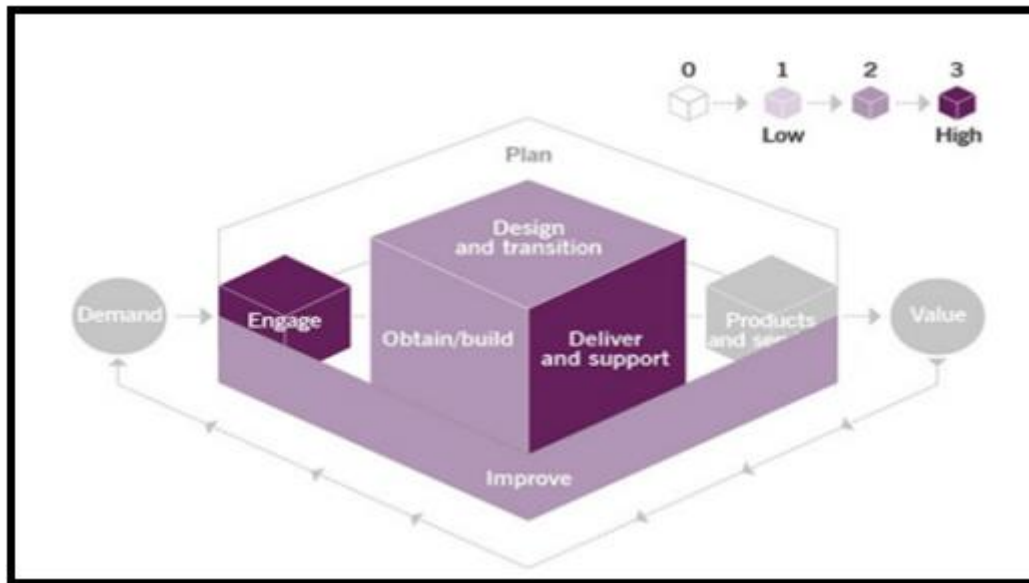 0 1 2 3
Low High
Plan
Design
and transition
Demand
Engage
Obtain/build
Deliver
and support
Products
and
Value
Improve